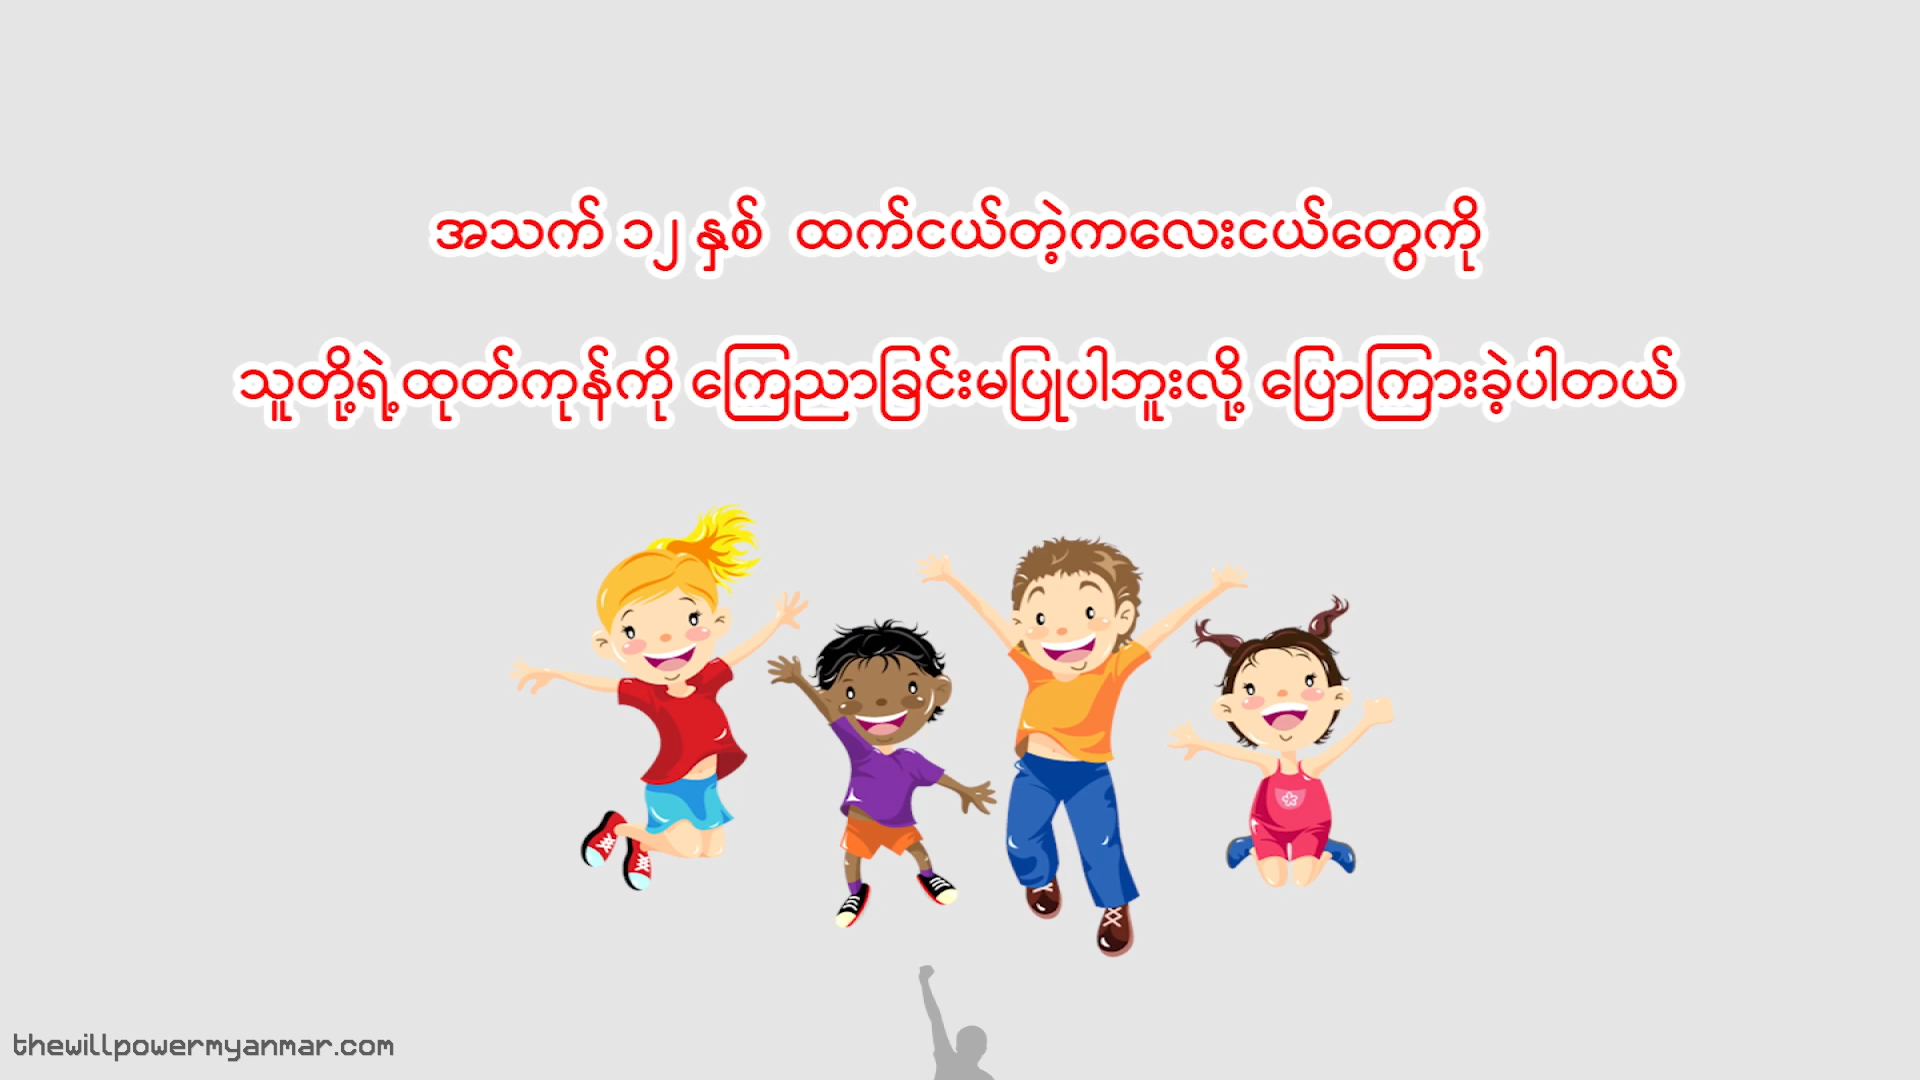 အသက် ၁၂ နှစ် ထက်ငယ်တဲ့ကလေးငယ်တွေကို
သူတို့ရဲ့ထုတ်ကုန်ကို ကြေညာခြင်းမပြုပါဘူးလို့ ပြောကြားခဲ့ပါတယ်
thewillpowermyanmar.com